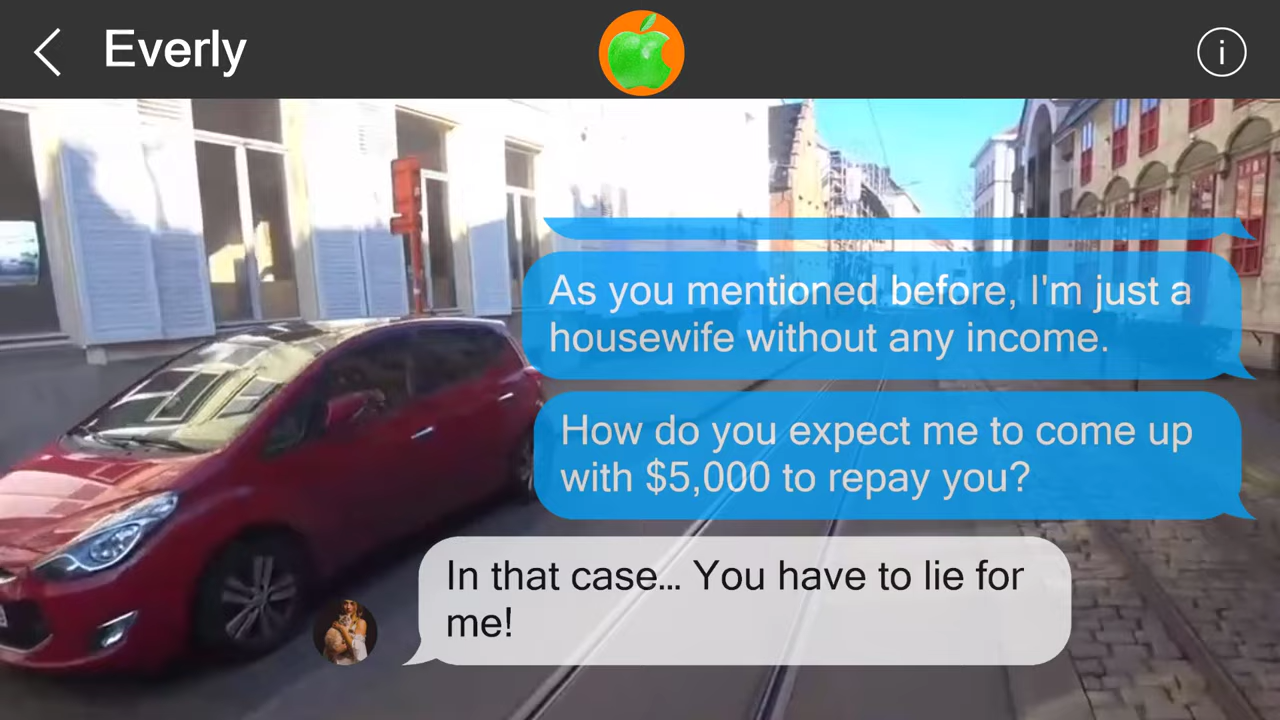 Everly
i
As you mentioned before, I'm just a
housewife without any income.
How do you expect me to come up
with $5,000 to repay you?
In that case... You have to lie for
me!